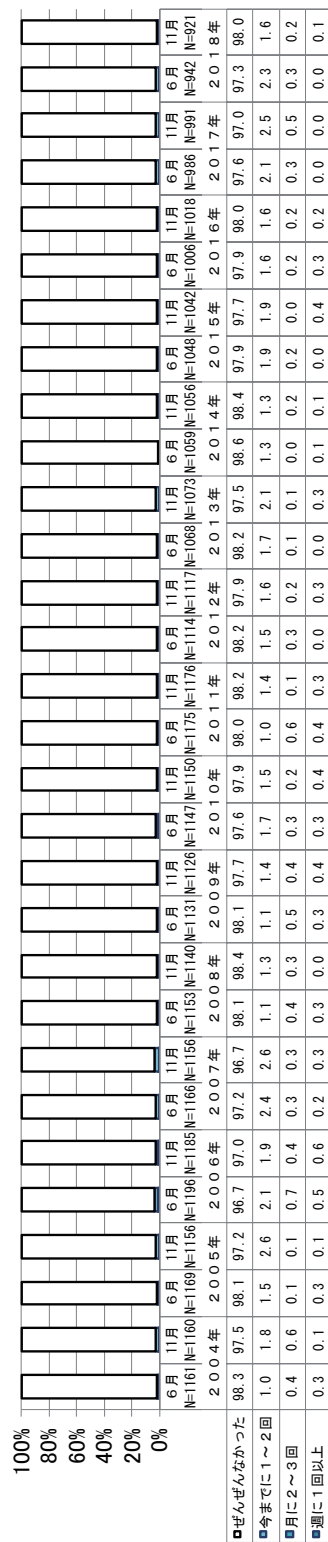 100%
80%
60%
40%
20%
0%
6月 11月 6月 11月 6月 11月 6月 11月 6月 11月 6月 11月 6月 11月 6月 11月 6月 11月 6月 11月 6月 11月 6月 11月 6月 11月 6月 11月 6月 11月
N=1161 N=1160 N=1169 N=1156 N=1196 N=1185 N=1166 N=1156 N=1153 N=1140 N=1131 N=1126 N=1147 N=1150 N=1175 N=1176 N=1114 N=1117 N=1068 N=1073 N=1059 N=1056 N=1048 N=1042 N=1006 N=1018 N=986 N=991 N=942 N=921
2004年 2005年 2006年 2007年 2008年 2009年 2010年 2011年 2012年 2013年 2014年 2015年 2016年 2017年 2018年
ぜんぜんなかった 98.3 97.5 98.1 97.2 96.7 97.0 97.2 96.7 98.1 98.4 98.1 97.7 97.6 97.9 98.0 98.2 98.2 97.9 98.2 97.5 98.6 98.4 97.9 97.7 97.9 98.0 97.6 97.0 97.3 98.0
今までに1～2回 1.0 1.8 1.5 2.6 2.1 1.9 2.4 2.6 1.1 1.3 1.1 1.4 1.7 1.5 1.0 1.4 1.5 1.6 1.7 2.1 1.3 1.3 1.9 1.9 1.6 1.6 2.1 2.5 2.3 1.6
月に2～3回 0.4 0.6 0.1 0.1 0.7 0.4 0.3 0.3 0.4 0.3 0.5 0.4 0.3 0.2 0.6 0.1 0.3 0.2 0.1 0.1 0.0 0.2 0.2 0.0 0.2 0.2 0.3 0.5 0.3 0.2
週に1回以上 0.3 0.1 0.3 0.1 0.5 0.6 0.2 0.3 0.3 0.0 0.3 0.4 0.3 0.4 0.4 0.3 0.0 0.3 0.0 0.3 0.1 0.1 0.0 0.4 0.3 0.2 0.0 0.0 0.0 0.1